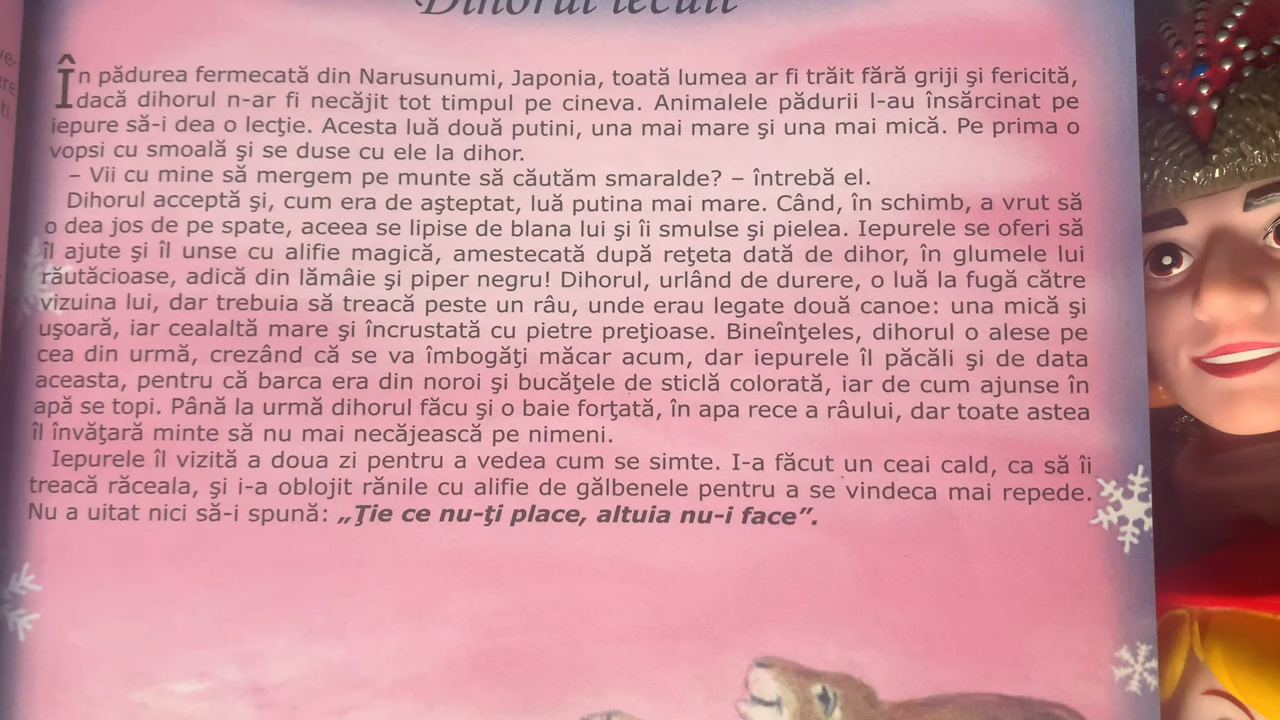 Dihorul lecuit
În pădurea fermecată din Narusunumi, Japonia, toată lumea ar fi trăit fără griji şi fericită,
dacă dihorul n-ar fi necăjit tot timpul pe cineva. Animalele pădurii l-au însărcinat pe
iepure să-i dea o lecţie. Acesta luă două putini, una mai mare şi una mai mică. Pe prima o
vopsi cu smoală şi se duse cu ele la dihor.
– Vii cu mine să mergem pe munte să căutăm smaralde? – întrebă el.
Dihorul acceptă şi, cum era de aşteptat, luă putina mai mare. Când, în schimb, a vrut să
o dea jos de pe spate, aceea se lipise de blana lui şi îi smulse şi pielea. Iepurele se oferi să
îl ajute şi îl unse cu alifie magică, amestecată după reţeta dată de dihor, în glumele lui
răutăcioase, adică din lămâie şi piper negru! Dihorul, urlând de durere, o luă la fugă către
vizuina lui, dar trebuia să treacă peste un râu, unde erau legate două canoe: una mică şi
uşoară, iar cealaltă mare şi încrustată cu pietre preţioase. Bineînţeles, dihorul o alese pe
cea din urmă, crezând că se va îmbogăţi măcar acum, dar iepurele îl păcăli şi de data
aceasta, pentru că barca era din noroi şi bucăţele de sticlă colorată, iar de cum ajunse în
apă se topi. Până la urmă dihorul făcu şi o baie forţată, în apa rece a râului, dar toate astea
îl învăţară minte să nu mai necăjească pe nimeni.
Iepurele îl vizită a doua zi pentru a vedea cum se simte. I-a făcut un ceai cald, ca să îi
treacă răceala, şi i-a oblojit rănile cu alifie de gălbenele pentru a se vindeca mai repede.
Nu a uitat nici să-i spună: „Ţie ce nu-ţi place, altuia nu-i face”.